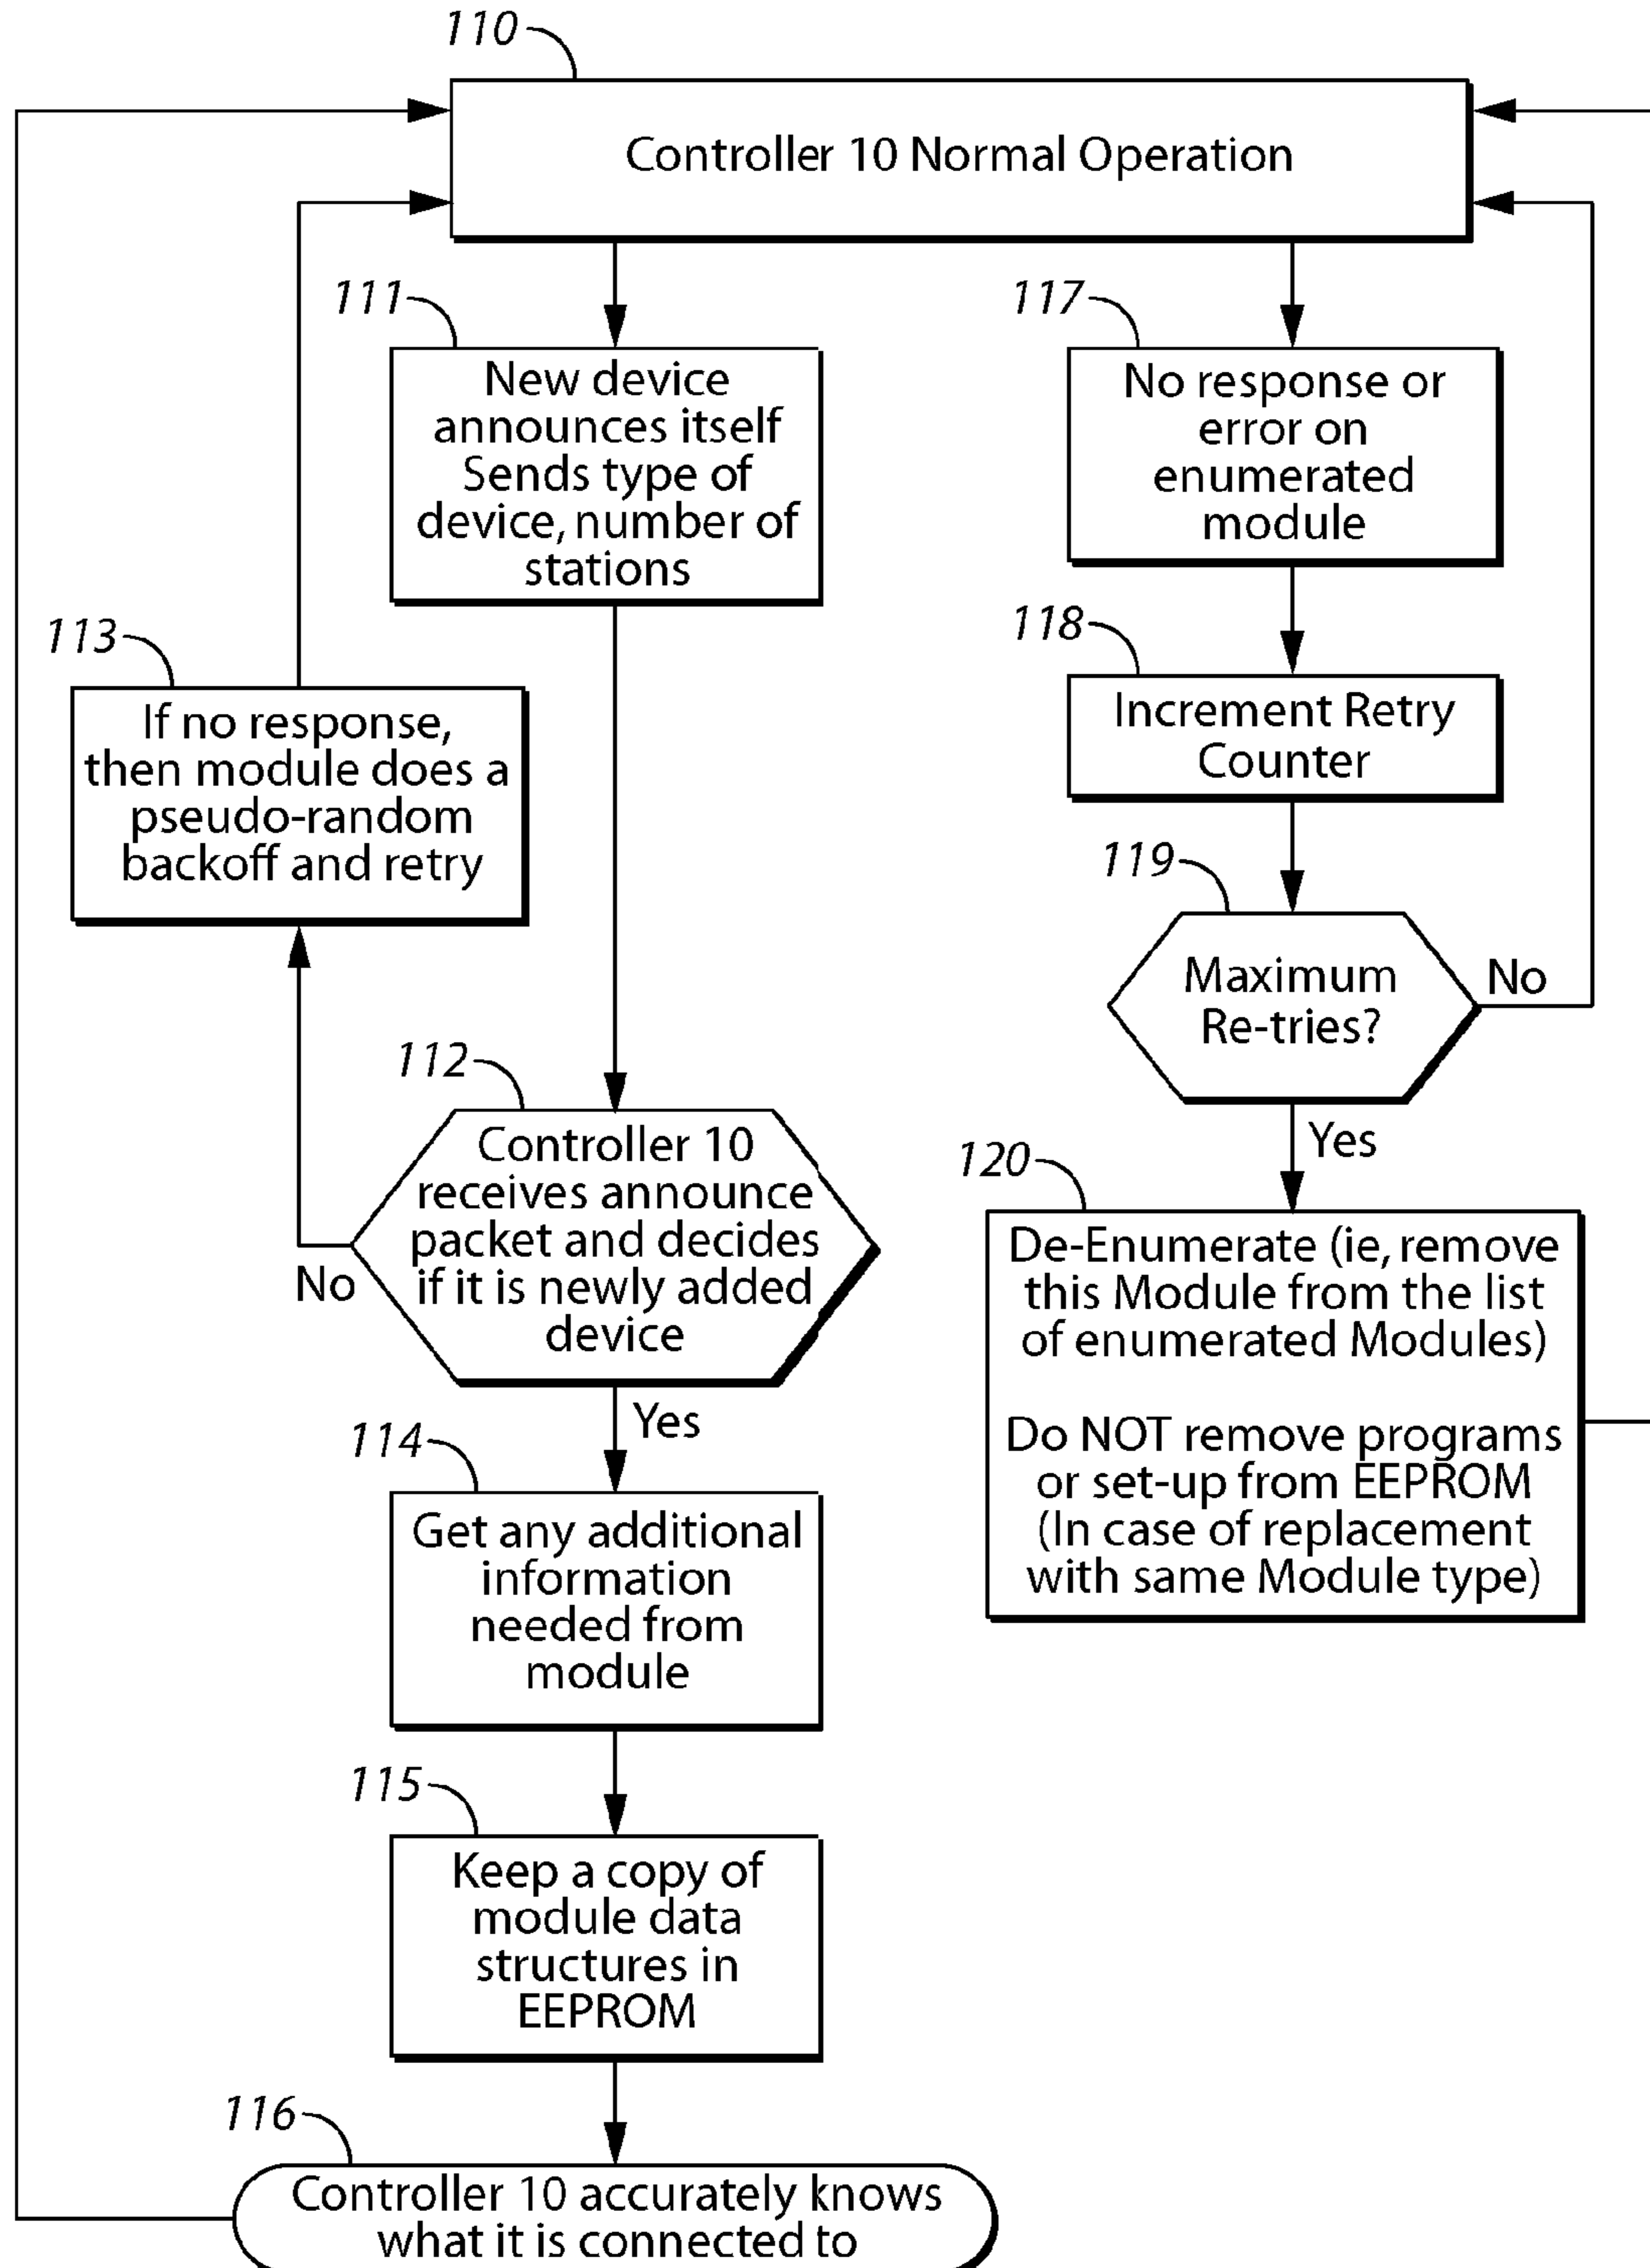 110
Controller 10 Normal Operation
111
New device
announces itself
Sends type of
device, number of
stations
117
No response or
error on
enumerated
module
113
If no response,
then module does a
pseudo-random
backoff and retry
118
Increment Retry
Counter
119
Maximum
Re-tries?
No
112
Controller 10
receives announce
packet and decides
if it is newly added
device
No
Yes
Yes
120
De-Enumerate (ie, remove
this Module from the list
of enumerated Modules)
Do NOT remove programs
or set-up from EEPROM
(In case of replacement
with same Module type)
114
Get any additional
information
needed from
module
115
Keep a copy of
module data
structures in
EEPROM
116
Controller 10 accurately knows
what it is connected to